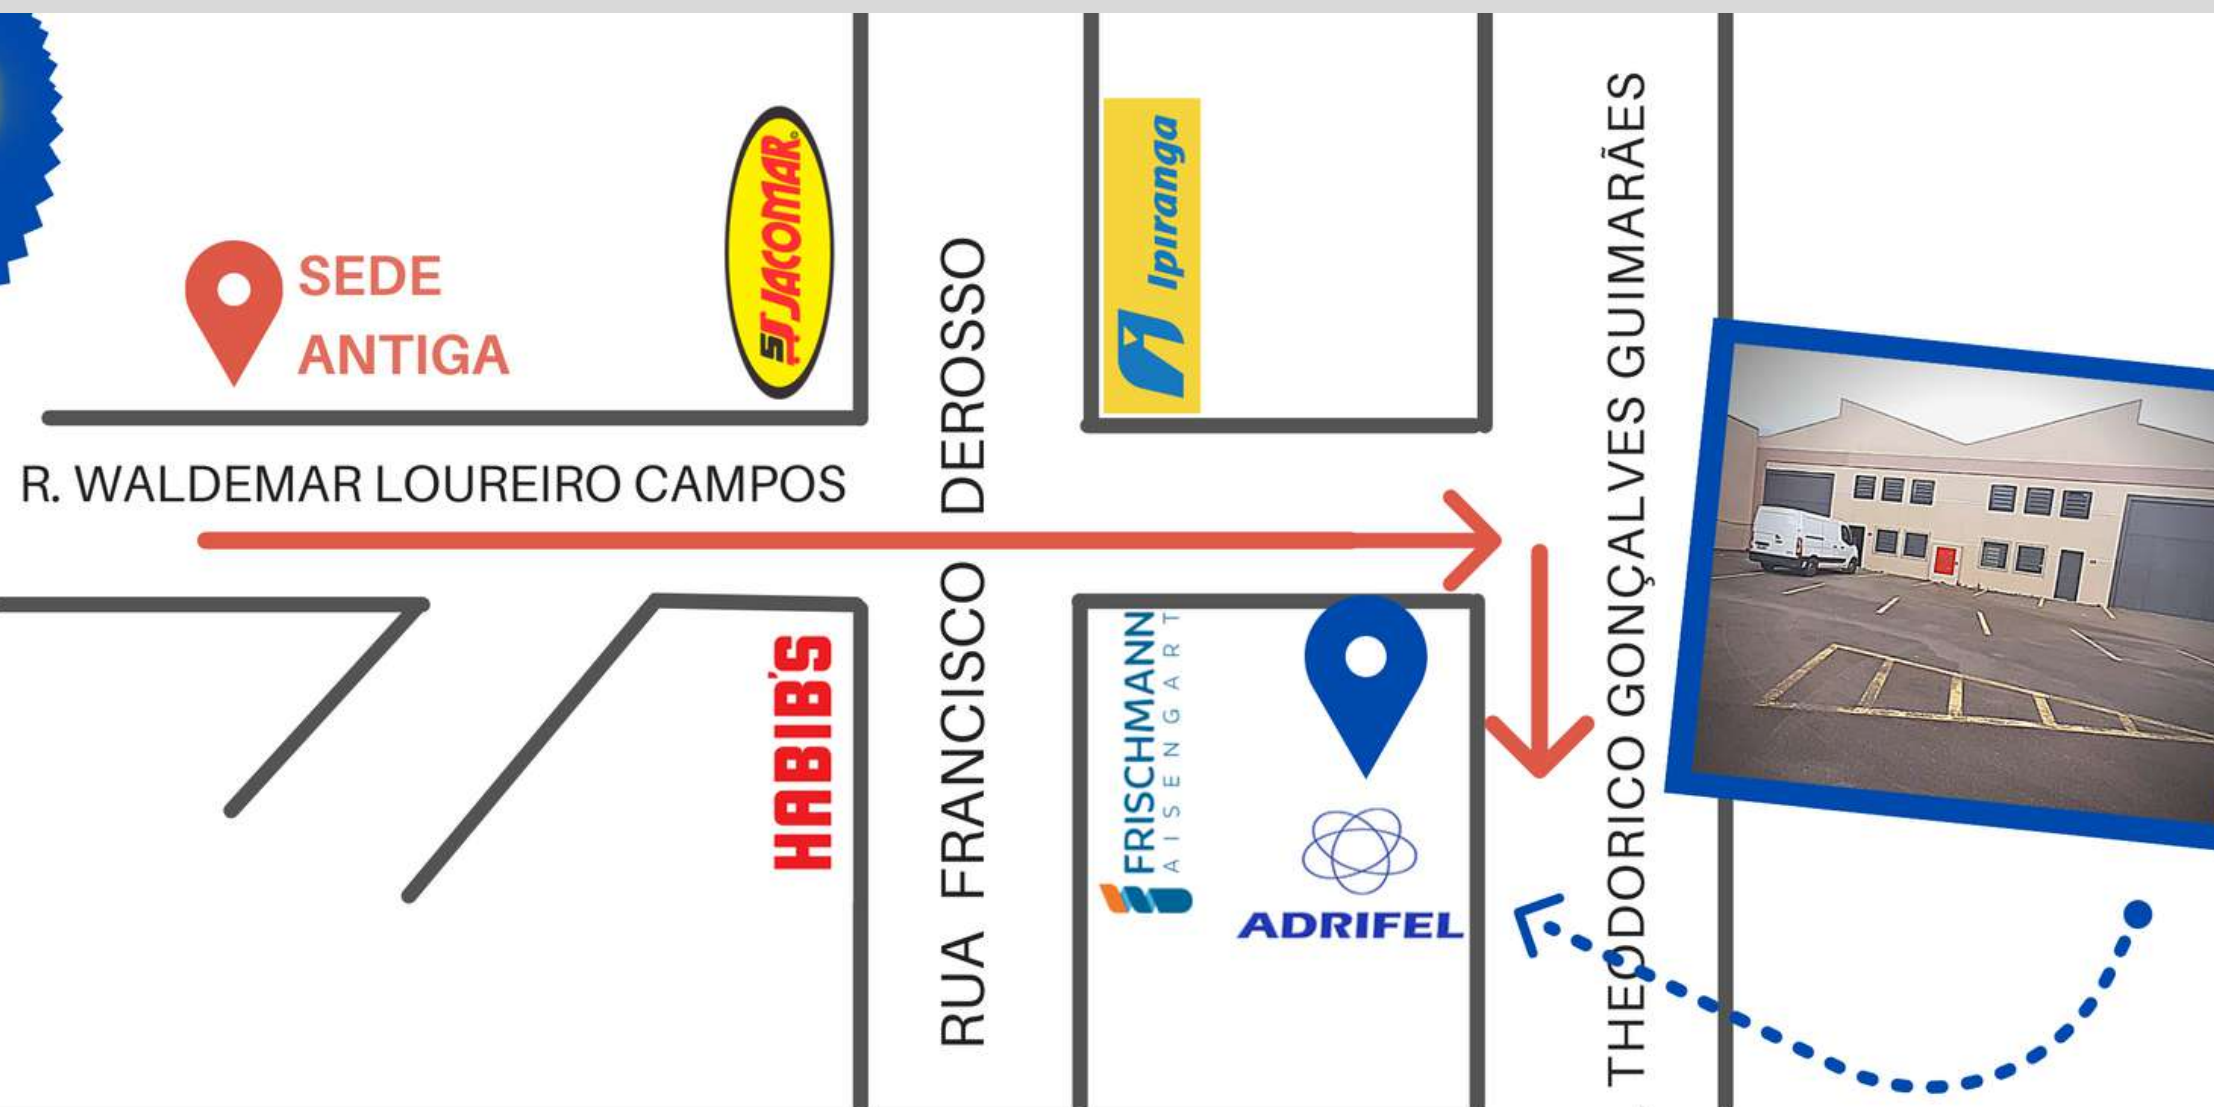 SEDE
ANTIGA
JACOMAR
Ipiranga
R. WALDEMAR LOUREIRO CAMPOS
RUA FRANCISCO DEROSSO
THEODORICO GONÇALVES GUIMARÃES
HABIB'S
FRISCHMANN
AISENGART
ADRIFEL